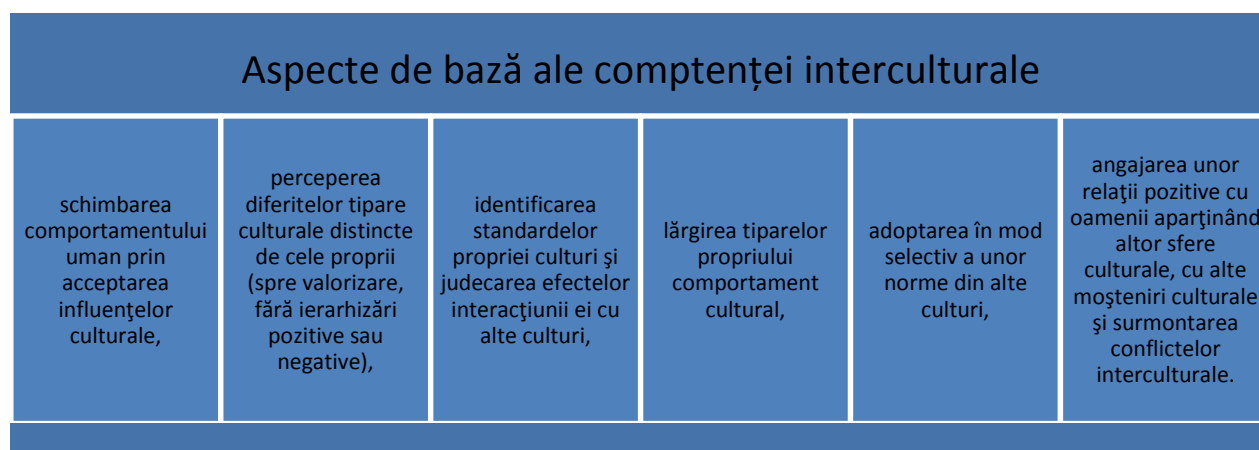 Aspecte de bază ale comptenței interculturale
schimbarea
comportamentului
uman prin
acceptarea
influenţelor
culturale,
perceperea
diferitelor tipare
culturale distincte
de cele proprii
(spre valorizare,
fără ierarhizări
pozitive sau
negative),
identificarea
standardelor
propriei culturi şi
judecarea efectelor
interacţiunii ei cu
alte culturi,
lărgirea tiparelor
propriului
comportament
cultural,
adoptarea în mod
selectiv a unor
norme din alte
culturi,
angajarea unor
relaţii pozitive cu
oamenii aparţinând
altor sfere
culturale, cu alte
moşteniri culturale
şi surmontarea
conflictelor
interculturale.